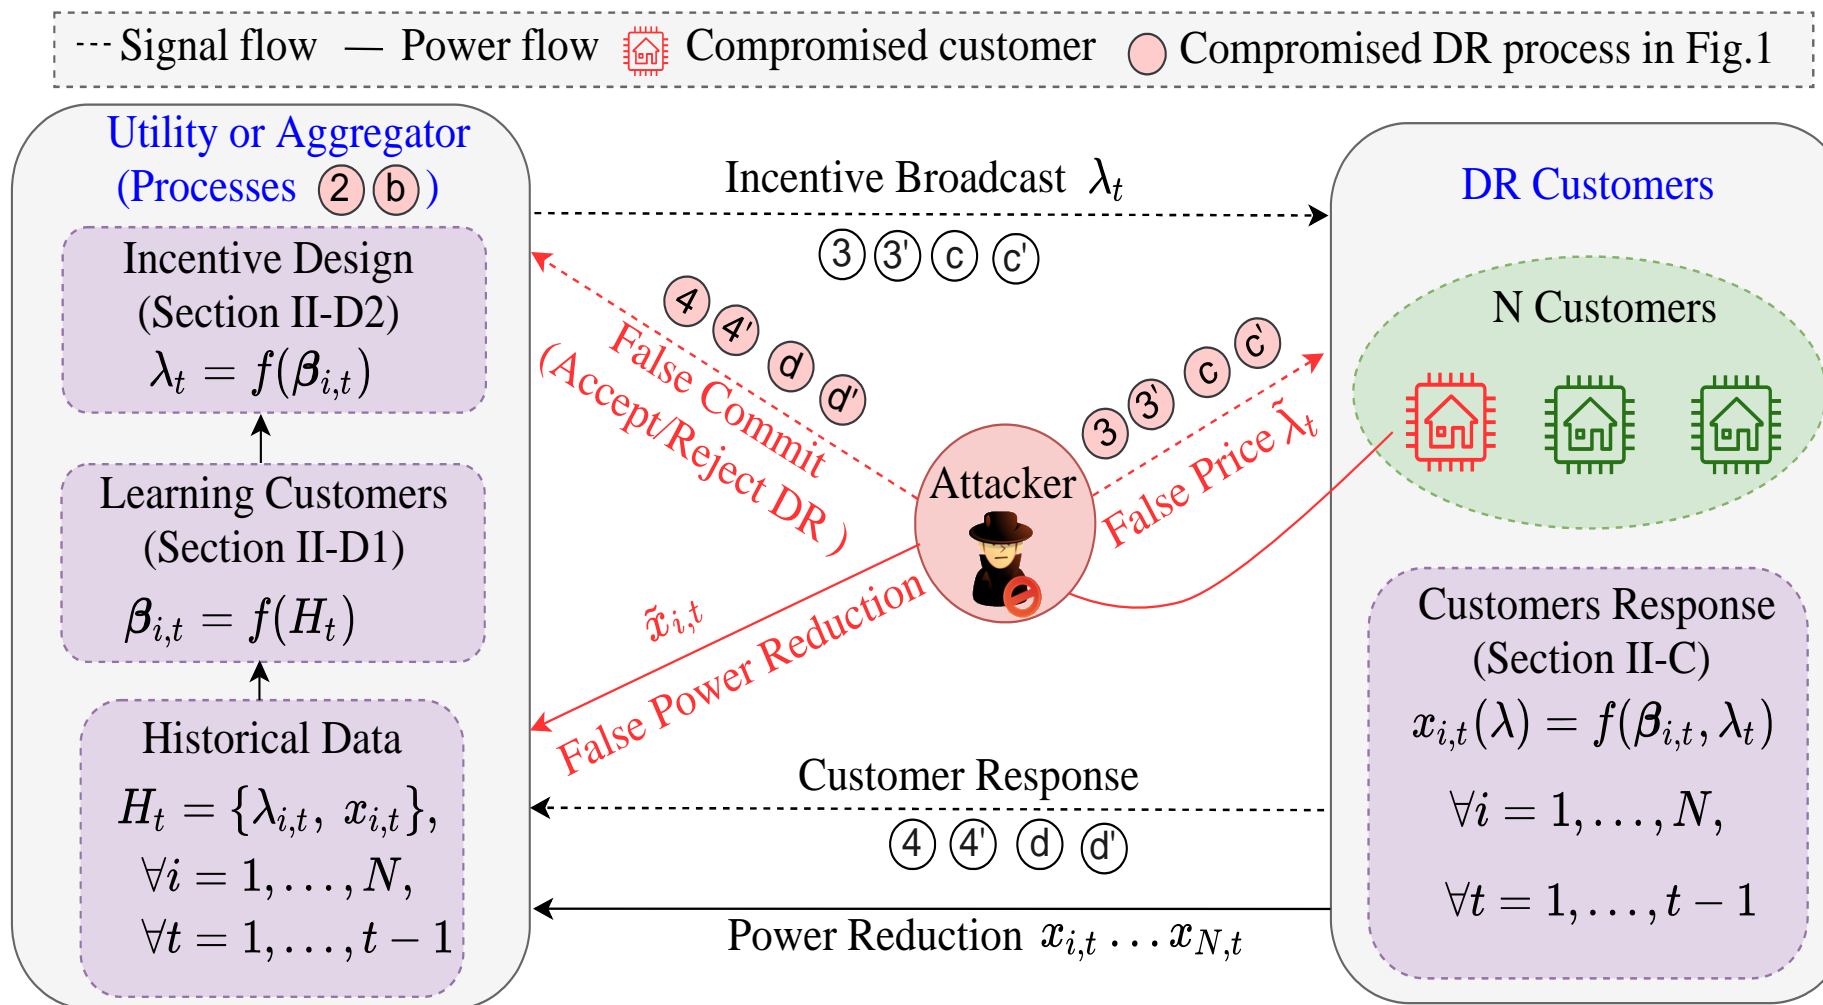 --- Signal flow — Power flow Compromised customer Compromised DR process in Fig.1
Utility or Aggregator
(Processes 2 b )
Incentive Design
(Section II-D2)
λ_t = f(β_{i,t})
Learning Customers
(Section II-D1)
β_{i,t} = f(H_t)
Historical Data
H_t = {λ_{i,t}, x_{i,t}},
∀i = 1, . . . , N,
∀t = 1, . . . , t − 1
Incentive Broadcast λ_t
3 3' c c'
4 4' d d'
False Commit
(Accept/Reject DR )
3 3' c c'
False Price λ̃_t
Attacker
x̃_{i,t}
False Power Reduction
Customer Response
4 4' d d'
Power Reduction x_{i,t} . . . x_{N,t}
DR Customers
N Customers
Customers Response
(Section II-C)
x_{i,t}(λ) = f(β_{i,t}, λ_t)
∀i = 1, . . . , N,
∀t = 1, . . . , t − 1